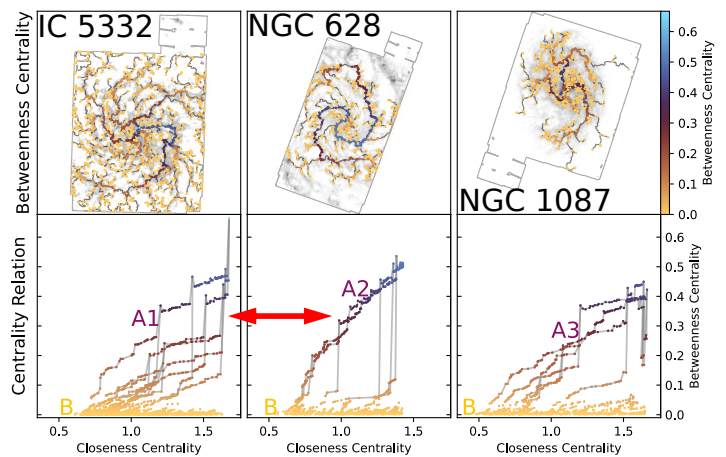 IC 5332
NGC 628
NGC 1087
Betweenness Centrality
0.6
0.5
0.4
0.3
0.2
0.1
0.0
Betweenness Centrality
Centrality Relation
A1
B
A2
A3
B
0.6
0.5
0.4
0.3
0.2
0.1
0.0
Betweenness Centrality
0.5 1.0 1.5
0.5 1.0 1.5
0.5 1.0 1.5
Closeness Centrality
Closeness Centrality
Closeness Centrality